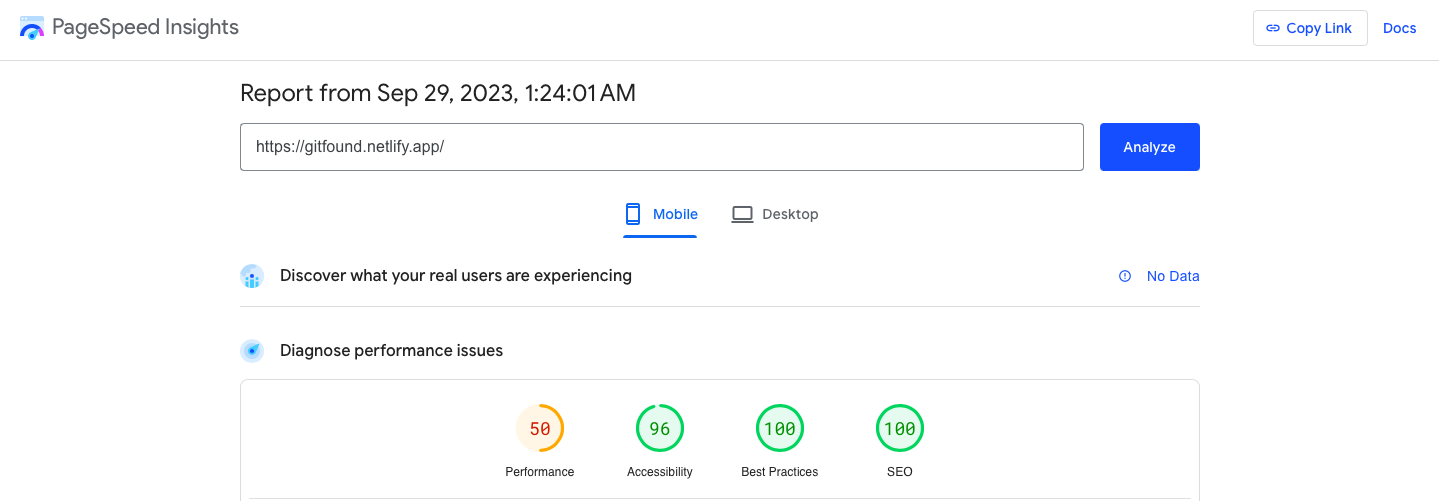 PageSpeed Insights
Copy Link
Docs
Report from Sep 29, 2023, 1:24:01 AM
https://gitfound.netlify.app/
Analyze
Mobile
Desktop
Discover what your real users are experiencing
No Data
Diagnose performance issues
50
96
100
100
Performance
Accessibility
Best Practices
SEO